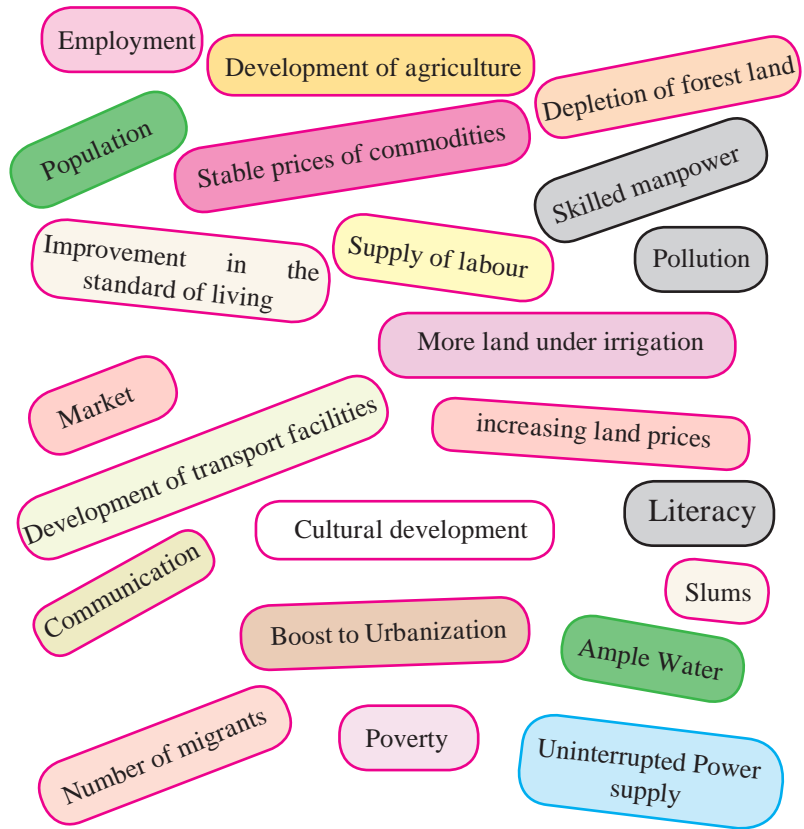 Employment
Development of agriculture
Depletion of forest land
Population
Stable prices of commodities
Skilled manpower
Improvement in the
standard of living
Supply of labour
Pollution
More land under irrigation
Market
Development of transport facilities
increasing land prices
Literacy
Cultural development
Communication
Slums
Boost to Urbanization
Ample Water
Number of migrants
Poverty
Uninterrupted Power
supply